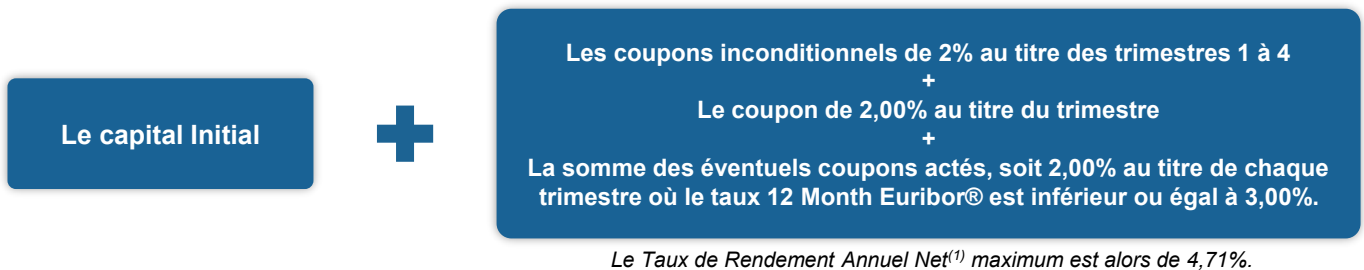 Le capital Initial
Les coupons inconditionnels de 2% au titre des trimestres 1 à 4
+
Le coupon de 2,00% au titre du trimestre
+
La somme des éventuels coupons actés, soit 2,00% au titre de chaque
trimestre où le taux 12 Month Euribor® est inférieur ou égal à 3,00%.
Le Taux de Rendement Annuel Net(1) maximum est alors de 4,71%.